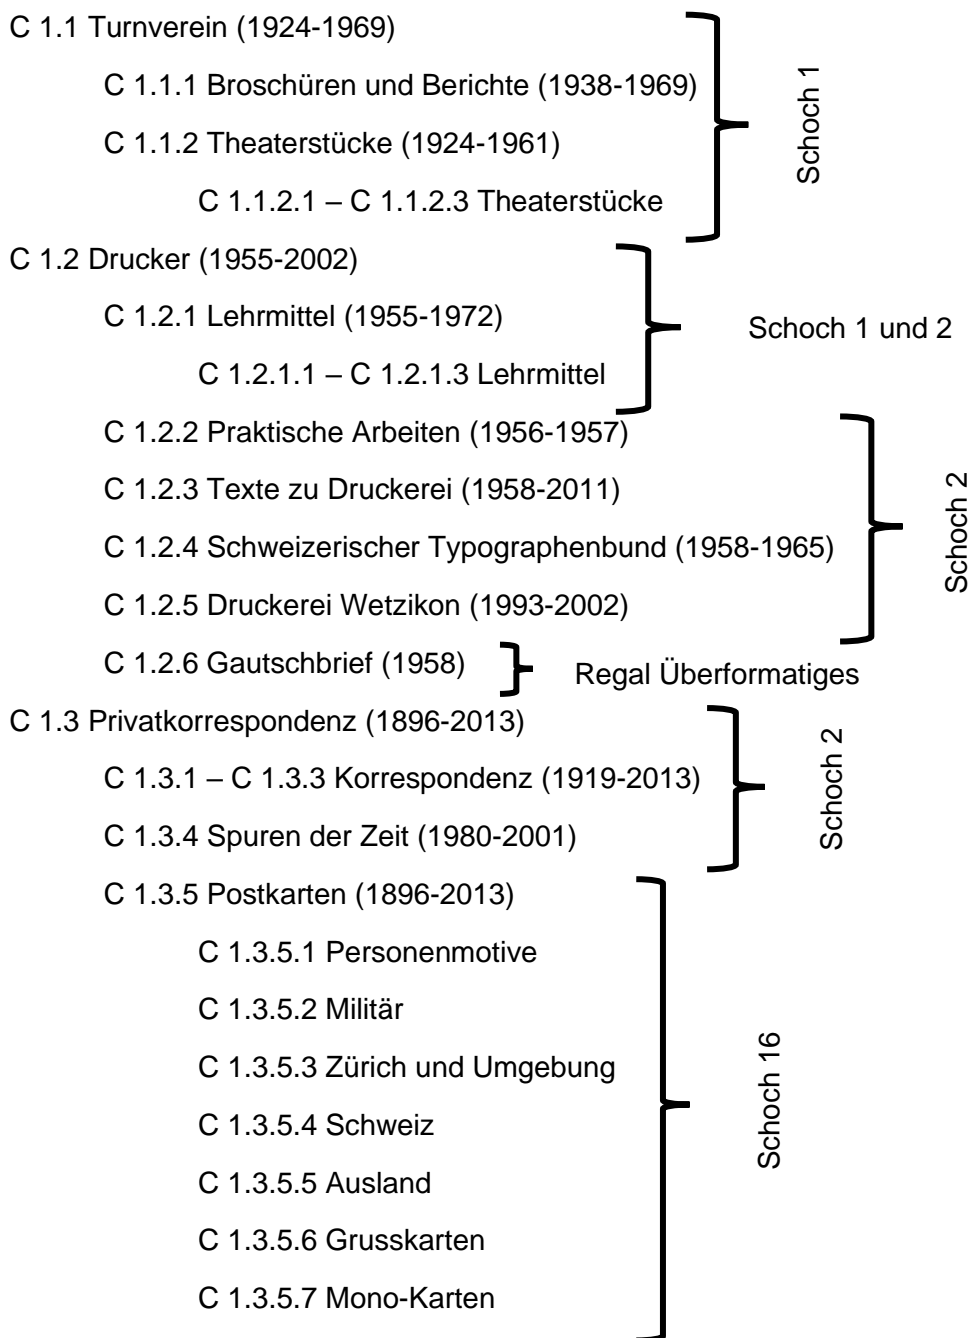 C 1.1 Turnverein (1924-1969)
C 1.1.1 Broschüren und Berichte (1938-1969)
C 1.1.2 Theaterstücke (1924-1961)
C 1.1.2.1 – C 1.1.2.3 Theaterstücke
Schoch 1
C 1.2 Drucker (1955-2002)
C 1.2.1 Lehrmittel (1955-1972)
C 1.2.1.1 – C 1.2.1.3 Lehrmittel
Schoch 1 und 2
C 1.2.2 Praktische Arbeiten (1956-1957)
C 1.2.3 Texte zu Druckerei (1958-2011)
C 1.2.4 Schweizerischer Typographenbund (1958-1965)
C 1.2.5 Druckerei Wetzikon (1993-2002)
Schoch 2
C 1.2.6 Gautschbrief (1958)
Regal Überformatiges
C 1.3 Privatkorrespondenz (1896-2013)
C 1.3.1 – C 1.3.3 Korrespondenz (1919-2013)
C 1.3.4 Spuren der Zeit (1980-2001)
Schoch 2
C 1.3.5 Postkarten (1896-2013)
C 1.3.5.1 Personenmotive
C 1.3.5.2 Militär
C 1.3.5.3 Zürich und Umgebung
C 1.3.5.4 Schweiz
C 1.3.5.5 Ausland
C 1.3.5.6 Grusskarten
C 1.3.5.7 Mono-Karten
Schoch 16